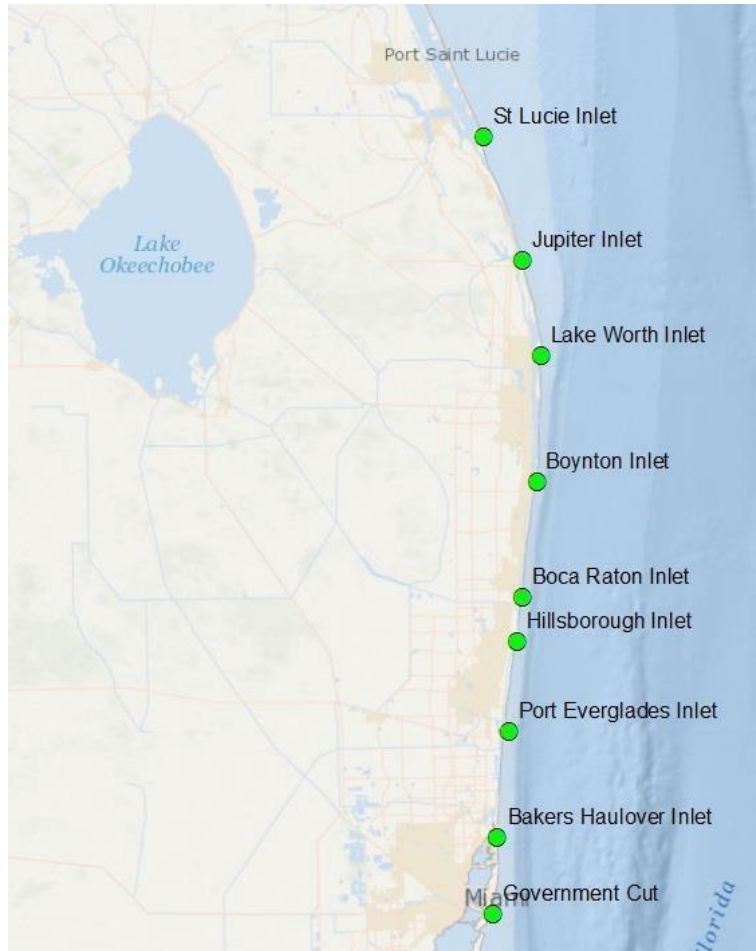 Port Saint Lucie
St Lucie Inlet
Jupiter Inlet
Lake
Okeechobee
Lake Worth Inlet
Boynton Inlet
Boca Raton Inlet
Hillsborough Inlet
Port Everglades Inlet
Bakers Haulover Inlet
Government Cut
Miami
Florida